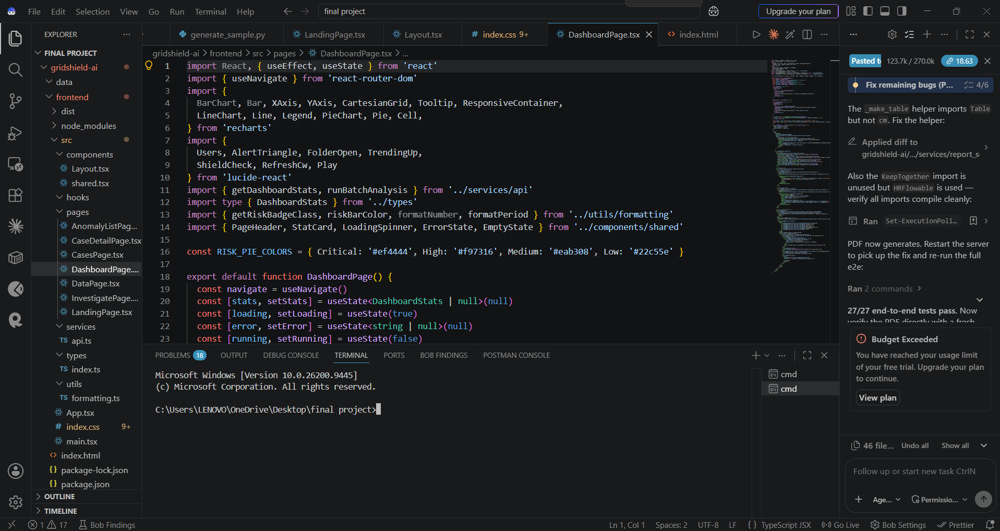 File Edit Selection View Go Run Terminal Help
final project
Upgrade your plan
EXPLORER
FINAL PROJECT
gridshield-ai
data
frontend
dist
node_modules
src
components
Layout.tsx
shared.tsx
hooks
pages
AnomalyListPag...
CaseDetailPage.tsx
CasesPage.tsx
DashboardPage....
DataPage.tsx
InvestigatePage....
LandingPage.tsx
services
TS api.ts
types
TS index.ts
utils
TS formatting.ts
App.tsx
# index.css 9+
main.tsx
<> index.html
{} package-lock.json
{} package.json
OUTLINE
TIMELINE
generate_sample.py
LandingPage.tsx
Layout.tsx
# index.css 9+
DashboardPage.tsx
<> index.html
gridshield-ai > frontend > src > pages > DashboardPage.tsx > ...
1 import React, { useEffect, useState } from 'react'
2 import { useNavigate } from 'react-router-dom'
3 import {
4 BarChart, Bar, XAxis, YAxis, CartesianGrid, Tooltip, ResponsiveContainer,
5 LineChart, Line, Legend, PieChart, Pie, Cell,
6 } from 'recharts'
7 import {
8 Users, AlertTriangle, FolderOpen, TrendingUp,
9 ShieldCheck, RefreshCw, Play
10 } from 'lucide-react'
11 import { getDashboardStats, runBatchAnalysis } from '../services/api'
12 import type { DashboardStats } from '../types'
13 import { getRiskBadgeClass, riskBarColor, formatNumber, formatPeriod } from '../utils/formatting'
14 import { PageHeader, StatCard, LoadingSpinner, ErrorState, EmptyState } from '../components/shared'
15
16 const RISK_PIE_COLORS = { Critical: '#ef4444', High: '#f97316', Medium: '#eab308', Low: '#22c55e' }
17
18 export default function DashboardPage() {
19 const navigate = useNavigate()
20 const [stats, setStats] = useState<DashboardStats | null>(null)
21 const [loading, setLoading] = useState(true)
22 const [error, setError] = useState<string | null>(null)
23 const [running, setRunning] = useState(false)
PROBLEMS 18 OUTPUT DEBUG CONSOLE TERMINAL PORTS BOB FINDINGS POSTMAN CONSOLE
Microsoft Windows [Version 10.0.26200.9445]
(c) Microsoft Corporation. All rights reserved.
C:\Users\LENOVO\OneDrive\Desktop\final project>
cmd
cmd
Pasted t 123.7k / 270.0k 18.63
Fix remaining bugs (P... 4/6
The _make_table helper imports Table
but not cm. Fix the helper:
Applied diff to
gridshield-ai/.../services/report_s
Also the KeepTogether import is
unused but HRFlowable is used —
verify all imports compile cleanly:
Ran Set-ExecutionPoli...
PDF now generates. Restart the server
to pick up the fix and re-run the full
e2e:
Ran 2 commands
27/27 end-to-end tests pass. Now
verify the PDF directly with a fresh
Budget Exceeded
You have reached your usage limit
of your free trial. Upgrade your plan
to continue.
View plan
46 file... Undo all Show all
Follow up or start new task CtrlN
Age... Permissio...
1 17 Bob Findings
Ln 1, Col 1 Spaces: 2 UTF-8 LF {} TypeScript JSX Go Live Bob Settings Prettier